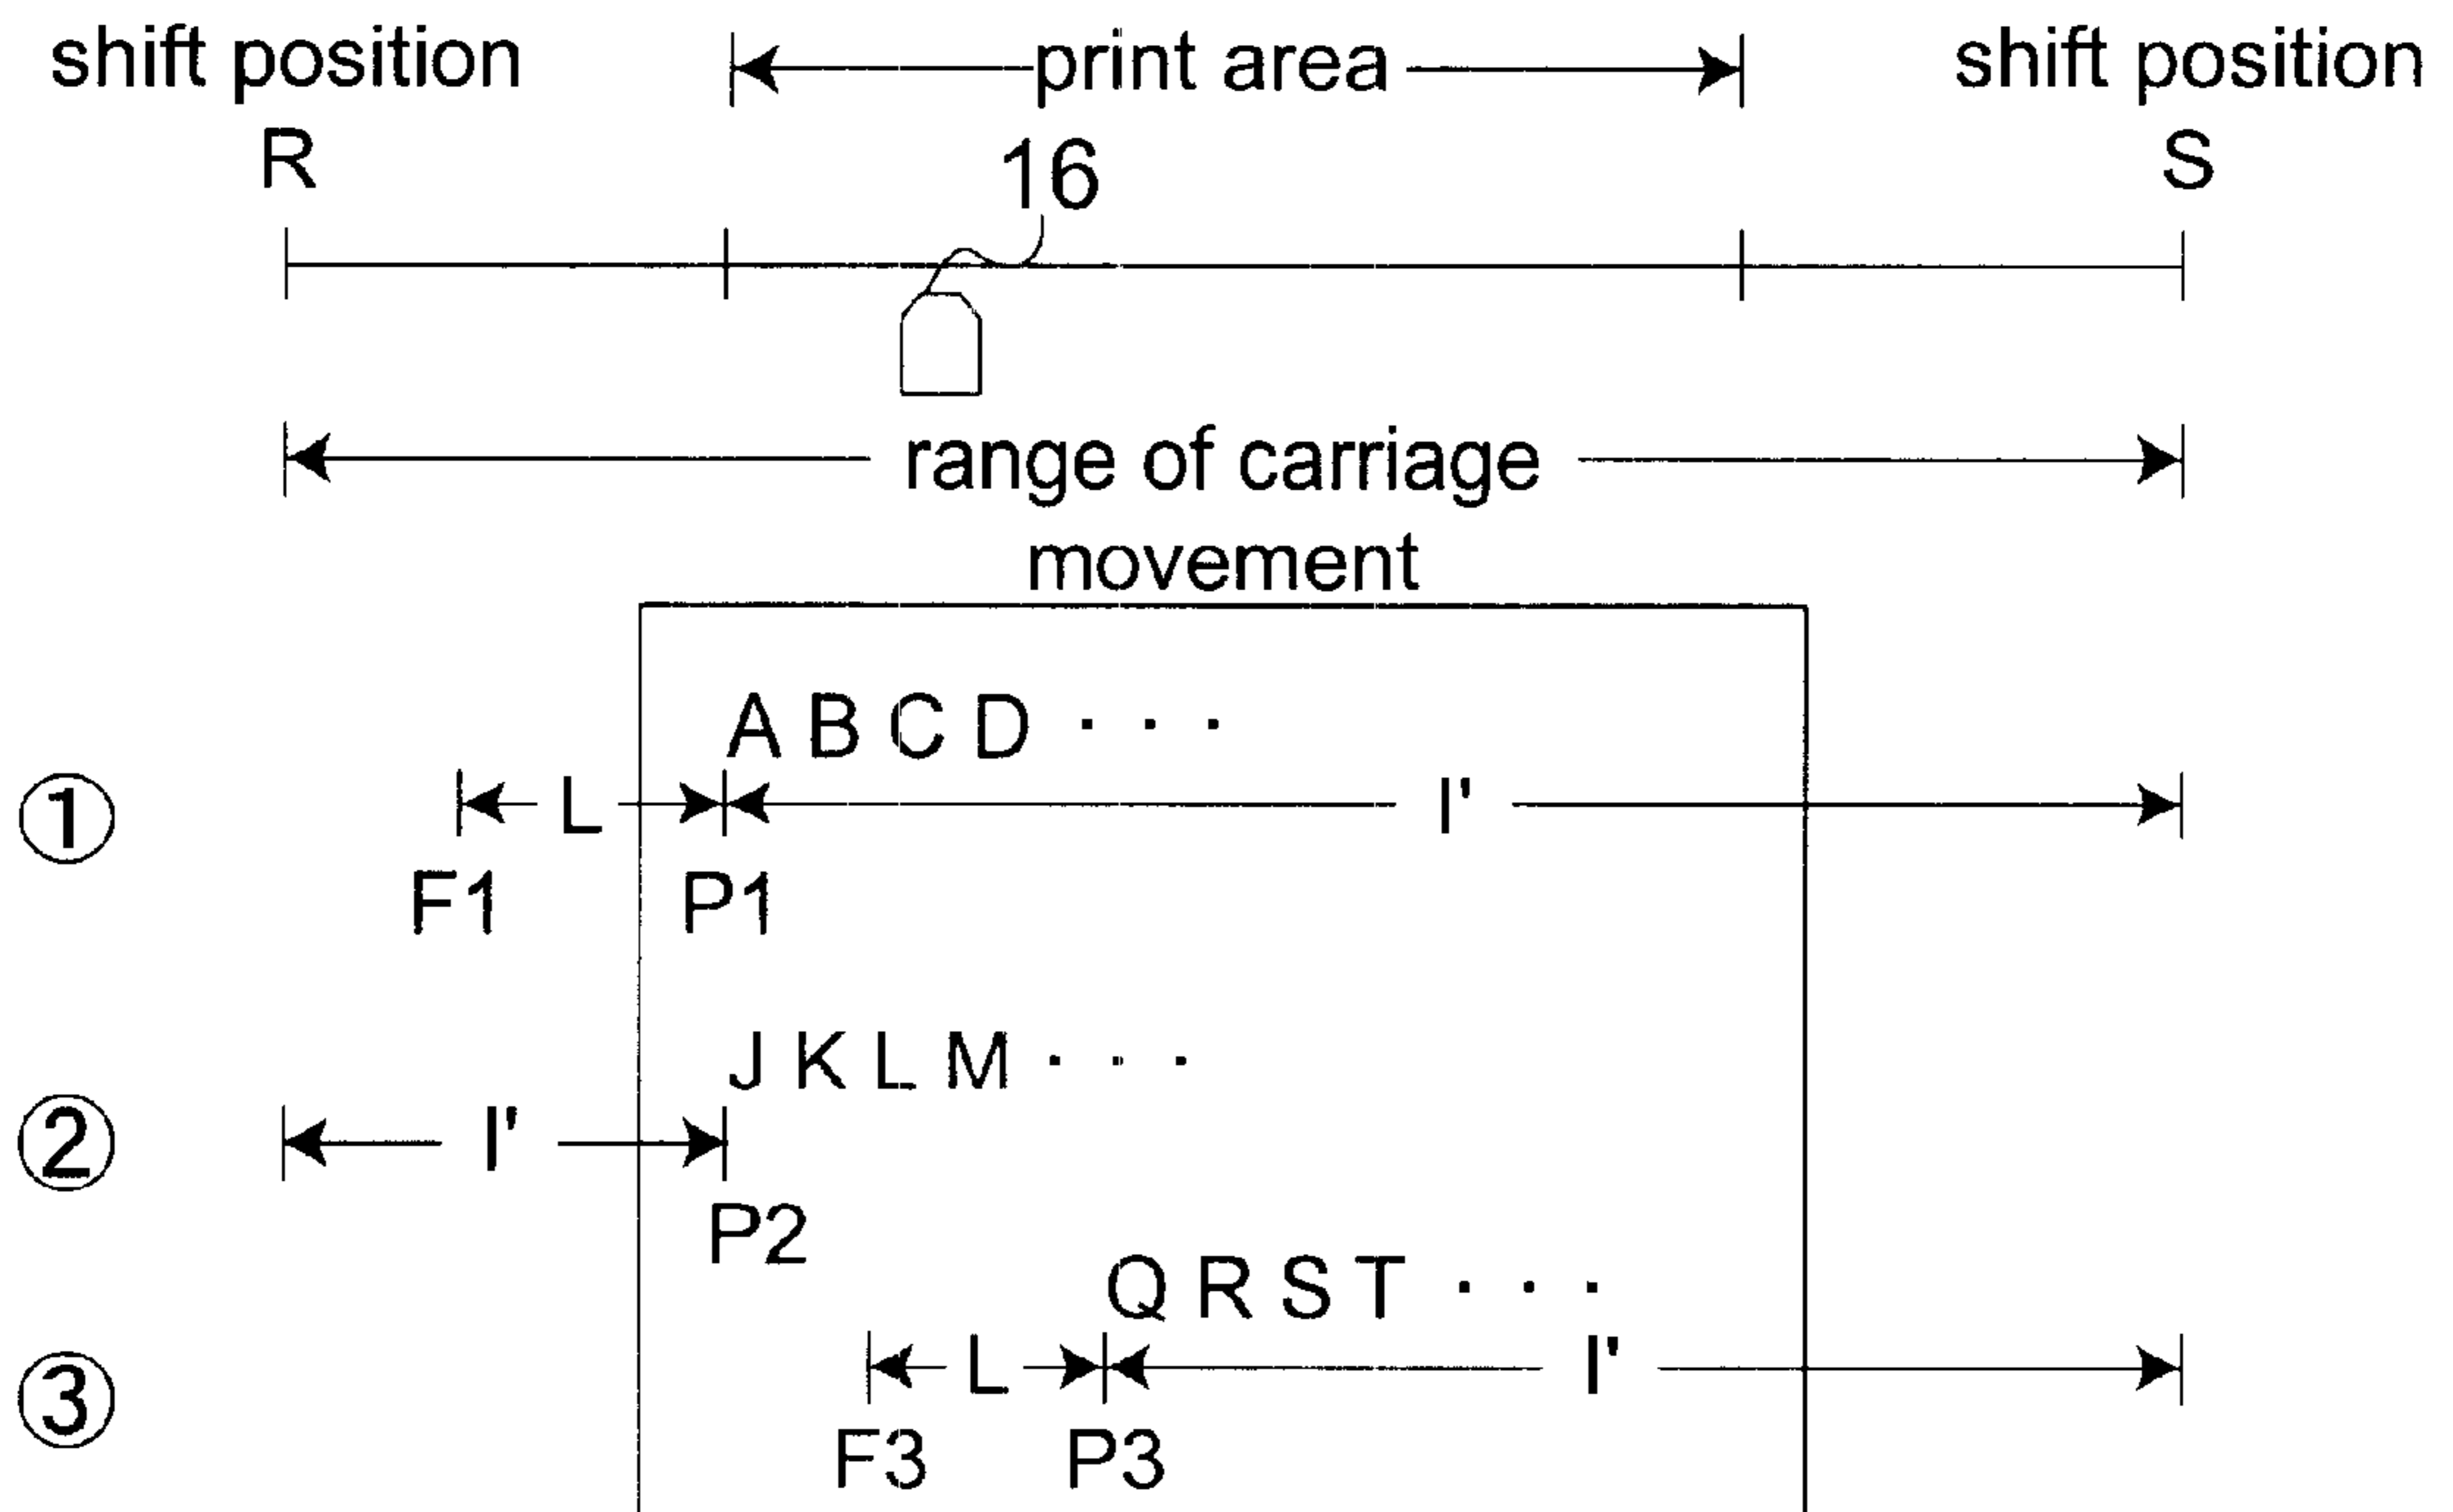 shift position print area shift position
R 16 S
range of carriage
movement
A B C D · · ·
① L l'
F1 P1
J K L M · · ·
② l'
P2
Q R S T · · ·
③ L l'
F3 P3